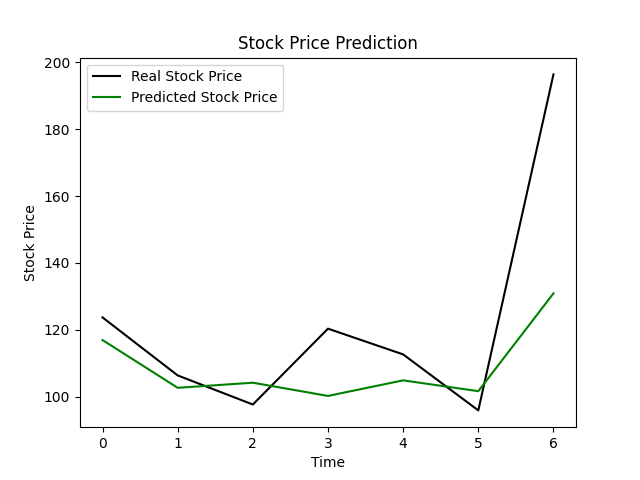 Stock Price Prediction
Real Stock Price
Predicted Stock Price
Stock Price
200
180
160
140
120
100
0 1 2 3 4 5 6
Time